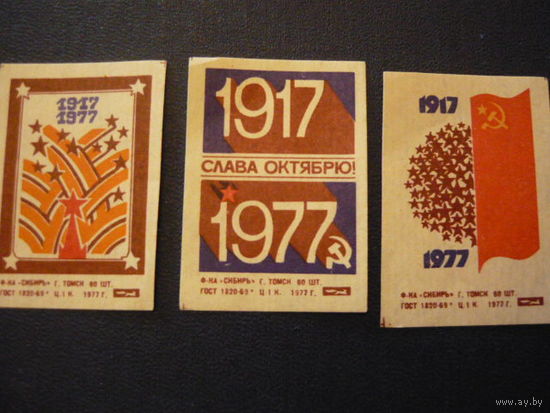 1917
1977
Ф-КА «СИБИРЬ» Г. ТОМСК 60 ШТ.
ГОСТ 1820-69* Ц. 1 К. 1977 Г.
1917
СЛАВА ОКТЯБРЮ!
1977
Ф-КА «СИБИРЬ» Г. ТОМСК 60 ШТ.
ГОСТ 1820-69* Ц. 1 К. 1977 Г.
1917
1977
Ф-КА «СИБИРЬ» Г. ТОМСК 60 ШТ.
ГОСТ 1820-69* Ц. 1 К. 1977 Г.
ay.by